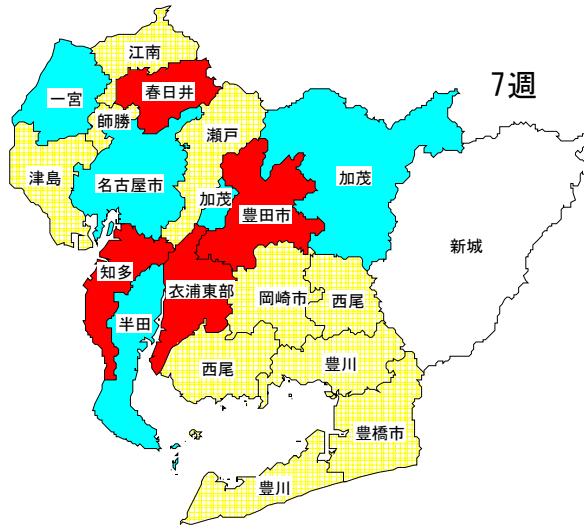 江南
7週
一宮
春日井
師勝
瀬戸
加茂
津島
名古屋市
加茂
豊田市
新城
知多
衣浦東部
岡崎市
西尾
半田
西尾
豊川
豊橋市
豊川